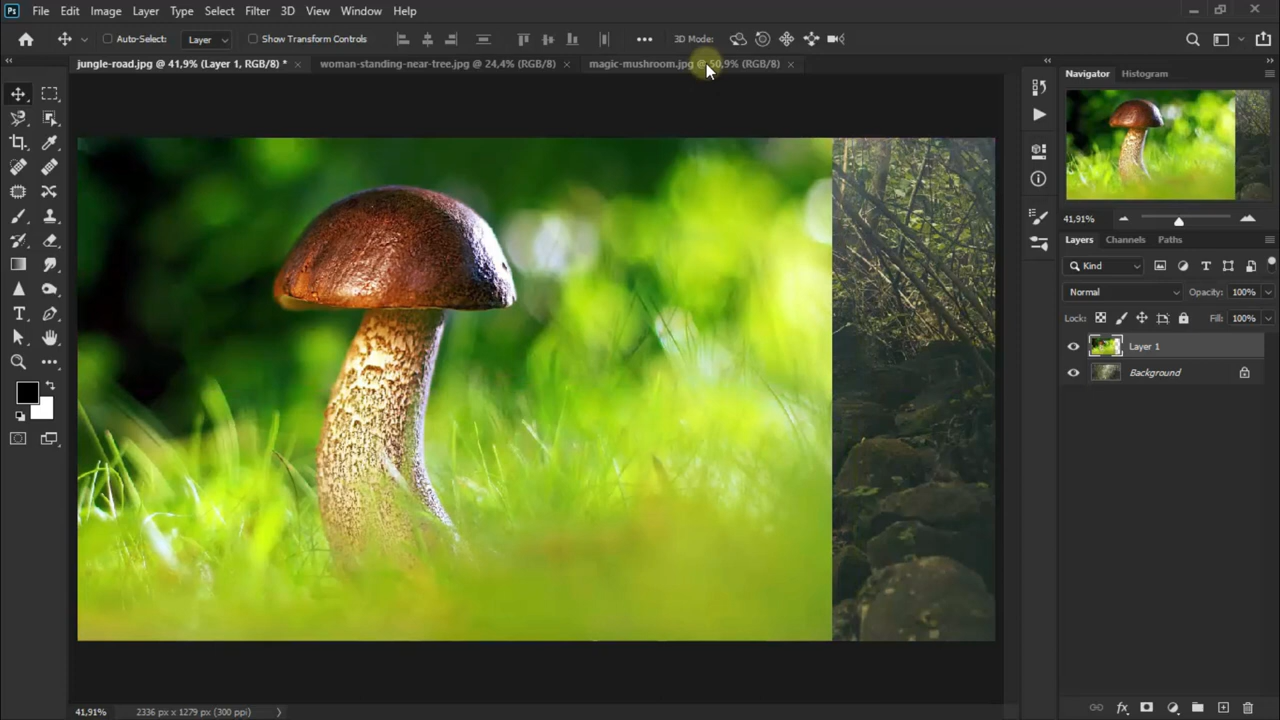 Ps File Edit Image Layer Type Select Filter 3D View Window Help
Auto-Select: Layer Show Transform Controls 3D Mode:
jungle-road.jpg @ 41,9% (Layer 1, RGB/8) * × woman-standing-near-tree.jpg @ 24,4% (RGB/8) × magic-mushroom.jpg @ 50,9% (RGB/8) ×
Navigator Histogram
41,91%
Layers Channels Paths
Kind
Normal Opacity: 100%
Lock: Fill: 100%
Layer 1
Background
41,91% 2336 px x 1279 px (300 ppi)